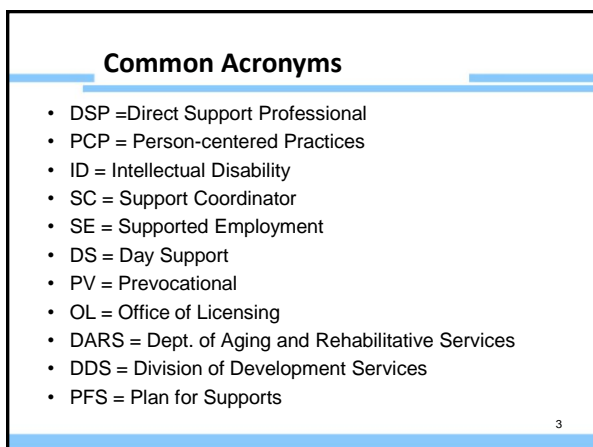 Common Acronyms
• DSP =Direct Support Professional
• PCP = Person-centered Practices
• ID = Intellectual Disability
• SC = Support Coordinator
• SE = Supported Employment
• DS = Day Support
• PV = Prevocational
• OL = Office of Licensing
• DARS = Dept. of Aging and Rehabilitative Services
• DDS = Division of Development Services
• PFS = Plan for Supports
3